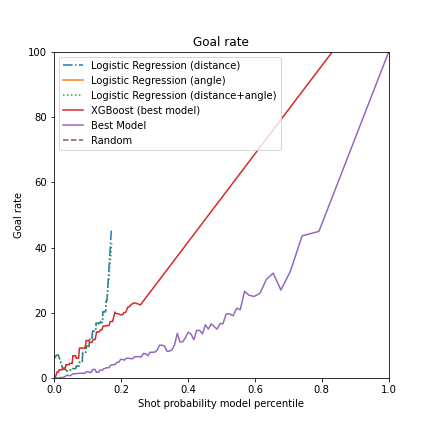 Goal rate
100
80
60
40
20
0
Goal rate
Logistic Regression (distance)
Logistic Regression (angle)
Logistic Regression (distance+angle)
XGBoost (best model)
Best Model
Random
0.0 0.2 0.4 0.6 0.8 1.0
Shot probability model percentile